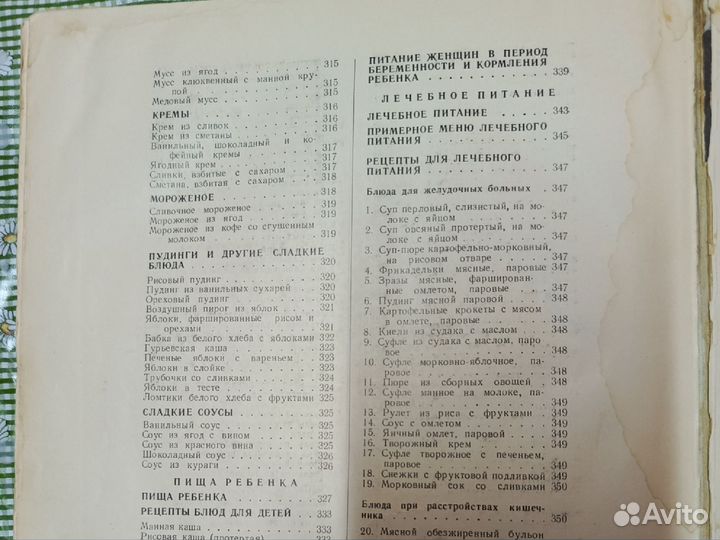 Мусс из ягод . . . . . . . . . 315
Мусс клюквенный с манной кру-
пой . . . . . . . . . . . . 315
Медовый мусс . . . . . . . . . 315
КРЕМЫ . . . . . . . . . . . . 316
Крем из сливок . . . . . . . . 316
Крем из сметаны . . . . . . . . 316
Ванильный, шоколадный и ко-
фейный кремы . . . . . . . . 317
Ягодный крем . . . . . . . . . 317
Сливки, взбитые с сахаром . . . . 317
Сметана, взбитая с сахаром . . . . 318
МОРОЖЕНОЕ . . . . . . . . . . 318
Сливочное мороженое . . . . . . 319
Мороженое из ягод . . . . . . . 319
Мороженое из кофе со сгущенным
молоком . . . . . . . . . . 319
ПУДИНГИ И ДРУГИЕ СЛАДКИЕ
БЛЮДА . . . . . . . . . . . . 320
Рисовый пудинг . . . . . . . . 320
Пудинг из ванильных сухарей . . . 320
Ореховый пудинг . . . . . . . . 320
Воздушный пирог из яблок . . . . 321
Яблоки, фаршированные рисом и
орехами . . . . . . . . . . 321
Бабка из белого хлеба с яблоками 322
Гурьевская каша . . . . . . . . 323
Печеные яблоки с вареньем . . . . 323
Яблоки в слойке . . . . . . . . 323
Трубочки со сливками . . . . . . 324
Яблоки в тесте . . . . . . . . . 324
Ломтики белого хлеба с фруктами . 325
СЛАДКИЕ СОУСЫ . . . . . . . . 325
Ванильный соус . . . . . . . . 325
Соус из ягод с вином . . . . . . 325
Соус из красного вина . . . . . . 325
Шоколадный соус . . . . . . . . 326
Соус из кураги . . . . . . . . . 326
ПИЩА РЕБЕНКА
ПИЩА РЕБЕНКА . . . . . . . . . 327
РЕЦЕПТЫ БЛЮД ДЛЯ ДЕТЕЙ . . 333
Манная каша . . . . . . . . . 333
Рисовая каша (протертая) . . . . 333
ПИТАНИЕ ЖЕНЩИН В ПЕРИОД
БЕРЕМЕННОСТИ И КОРМЛЕНИЯ
РЕБЕНКА . . . . . . . . . . . 339
ЛЕЧЕБНОЕ ПИТАНИЕ
ЛЕЧЕБНОЕ ПИТАНИЕ . . . . . . 343
ПРИМЕРНОЕ МЕНЮ ЛЕЧЕБНОГО
ПИТАНИЯ . . . . . . . . . . . 345
РЕЦЕПТЫ ДЛЯ ЛЕЧЕБНОГО
ПИТАНИЯ . . . . . . . . . . . 347
Блюда для желудочных больных . 347
1. Суп перловый, слизистый, на мо-
локе с яйцом . . . . . . . . 347
2. Суп овсяный протертый, на мо-
локе с яйцом . . . . . . . . 347
3. Суп-пюре картофельно-морковный,
на рисовом отваре . . . . . . 347
4. Фрикадельки мясные, паровые . 347
5. Зразы мясные, фарширован-
ные омлетом, паровые . . . . 348
6. Пудинг мясной паровой . . . . 348
7. Картофельные крокеты с мясом
в омлете, паровые . . . . . . 348
8. Кнели из судака с маслом . . . 348
9. Суфле из судака с маслом, паро
вое . . . . . . . . . . . . 348
10. Суфле морковно-яблочное, па-
ровое . . . . . . . . . . . 348
11. Пюре из сборных овощей . . . 348
12. Суфле манное на молоке, па-
ровое . . . . . . . . . . . 349
13. Рулет из риса с фруктами . . . 349
14. Соус с омлетом . . . . . . . 349
15. Яичный омлет, паровой . . . . 349
16. Творожный крем . . . . . . . 349
17. Суфле творожное с печеньем,
паровое . . . . . . . . . . 349
18. Снежки с фруктовой подливкой 349
19. Морковный сок со сливками . . 350
Блюда при расстройствах кишеч-
ника . . . . . . . . . . . . 350
20. Мясной обезжиренный бульон
Avito